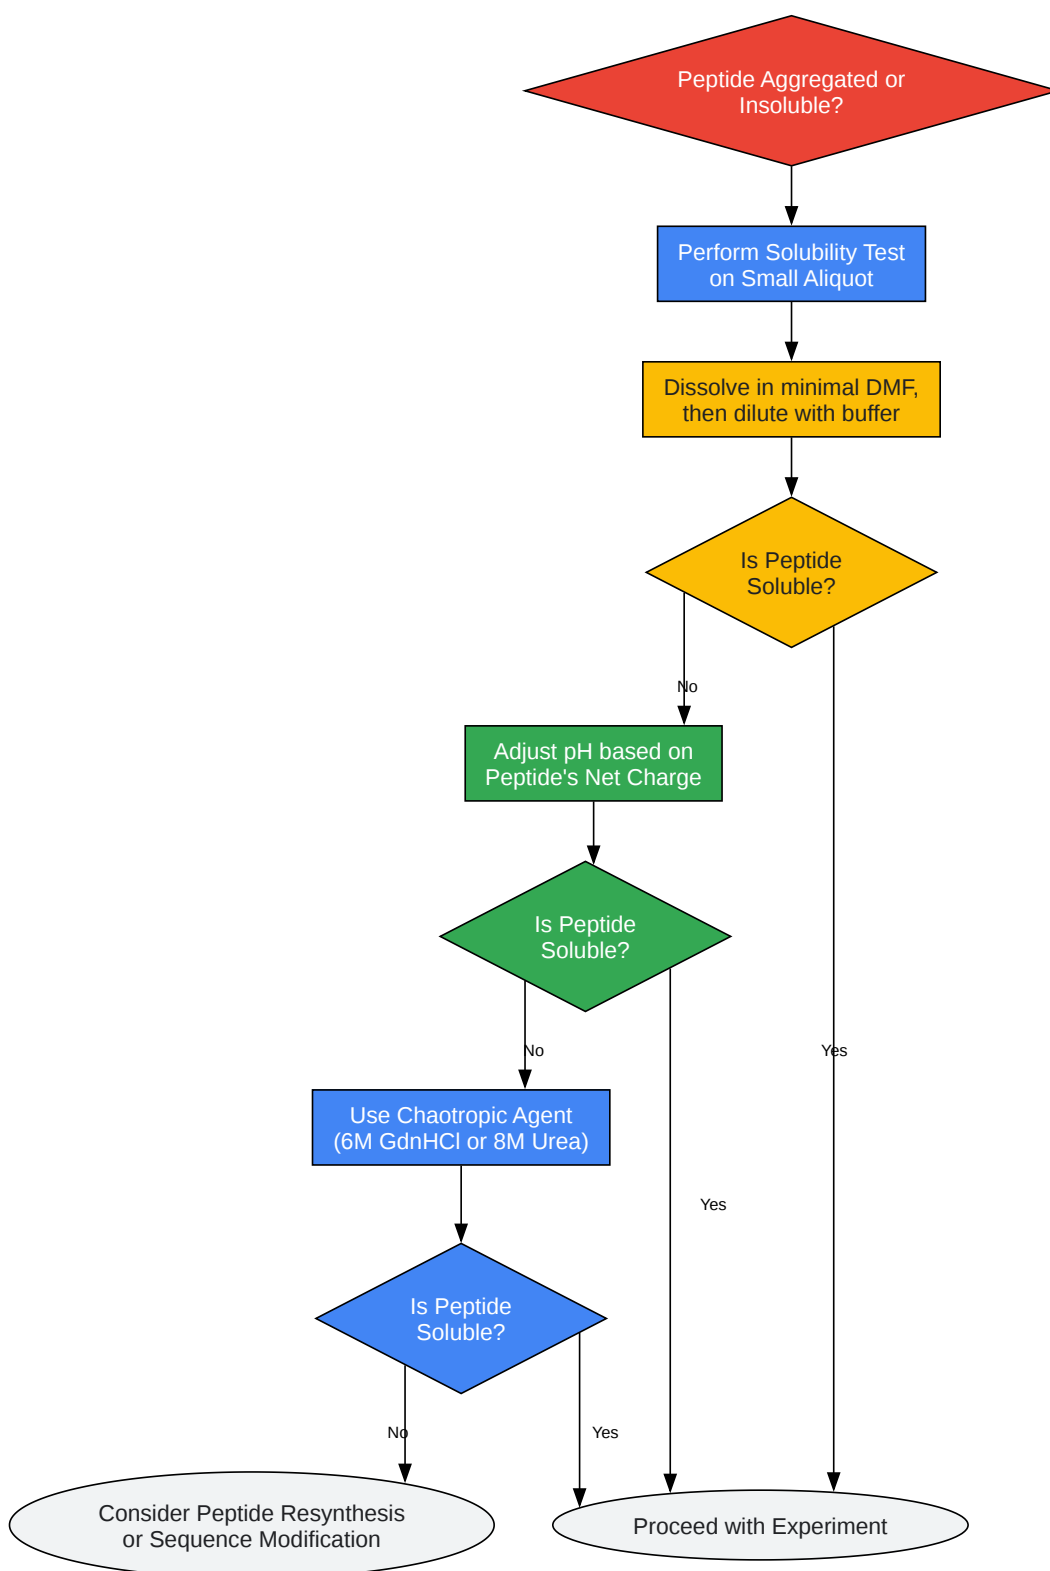 Peptide Aggregated or
Insoluble?
Perform Solubility Test
on Small Aliquot
Dissolve in minimal DMF,
then dilute with buffer
Is Peptide
Soluble?
No
Adjust pH based on
Peptide's Net Charge
Is Peptide
Soluble?
No
Yes
Use Chaotropic Agent
(6M GdnHCl or 8M Urea)
Yes
Is Peptide
Soluble?
No
Yes
Consider Peptide Resynthesis
or Sequence Modification
Proceed with Experiment